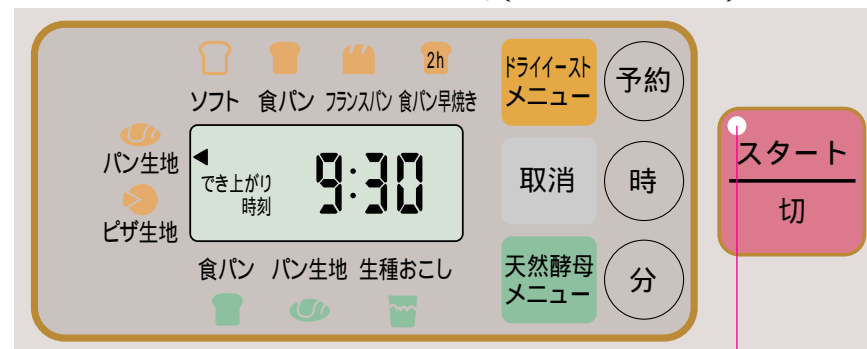 2h
ソフト 食パン フランスパン 食パン早焼き
ドライイースト
メニュー
予約
パン生地
ピザ生地
でき上がり
時刻
9:30
取消
時
スタート
切
食パン パン生地 生種おこし
天然酵母
メニュー
分